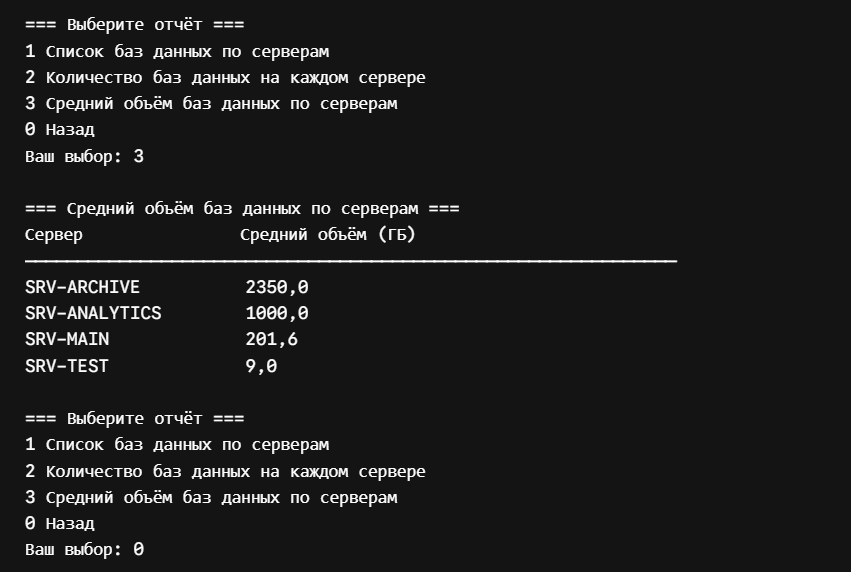 === Выберите отчёт ===
1 Список баз данных по серверам
2 Количество баз данных на каждом сервере
3 Средний объём баз данных по серверам
0 Назад
Ваш выбор: 3
=== Средний объём баз данных по серверам ===
Сервер Средний объём (ГБ)
SRV-ARCHIVE 2350,0
SRV-ANALYTICS 1000,0
SRV-MAIN 201,6
SRV-TEST 9,0
=== Выберите отчёт ===
1 Список баз данных по серверам
2 Количество баз данных на каждом сервере
3 Средний объём баз данных по серверам
0 Назад
Ваш выбор: 0